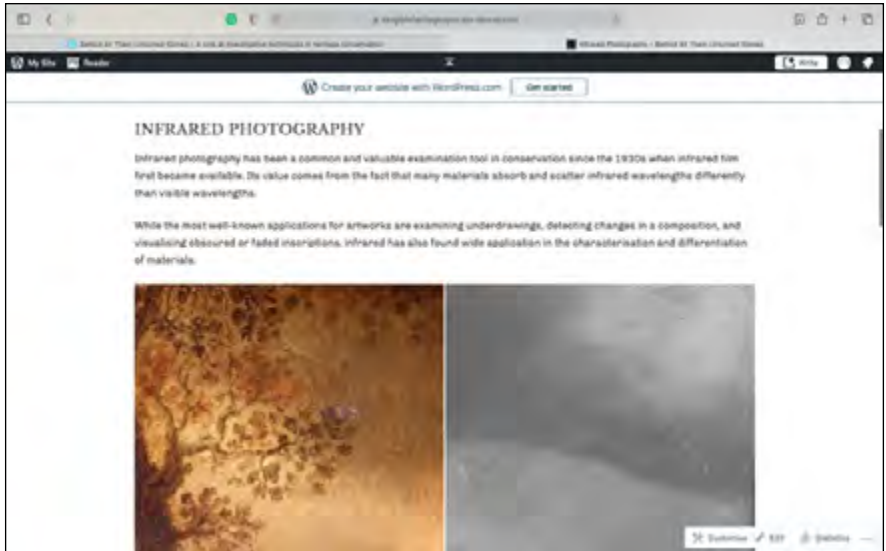 My Site Reader Write
Create your website with WordPress.com Get started
INFRARED PHOTOGRAPHY
Infrared photography has been a common and valuable examination tool in conservation since the 1930s when infrared film
first became available. Its value comes from the fact that many materials absorb and scatter infrared wavelengths differently
than visible wavelengths.
While the most well-known applications for artworks are examining underdrawings, detecting changes in a composition, and
visualising obscured or faded inscriptions, infrared has also found wide application in the characterisation and differentiation
of materials.
Customise Edit Statistics